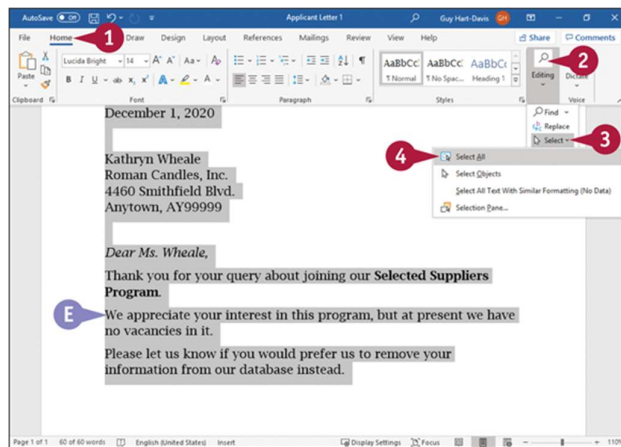 AutoSave Off Applicant Letter 1 Guy Hart-Davis GH
File Home Draw Design Layout References Mailings Review View Help Share Comments
1
Paste
Lucida Bright 14 A A Aa A
B I U ab x₂ x² A A
AaBbCc AaBbCc AaBbCc
¶ Normal ¶ No Spac... Heading 1
Editing Dictate
2
Clipboard Font Paragraph Styles Voice
Find
Replace
Select
3
4
Select All
Select Objects
Select All Text With Similar Formatting (No Data)
Selection Pane...
December 1, 2020
Kathryn Wheale
Roman Candles, Inc.
4460 Smithfield Blvd.
Anytown, AY99999
Dear Ms. Wheale,
Thank you for your query about joining our Selected Suppliers
Program.
E
We appreciate your interest in this program, but at present we have
no vacancies in it.
Please let us know if you would prefer us to remove your
information from our database instead.
Page 1 of 1 60 of 60 words English (United States) Insert Display Settings Focus 110%